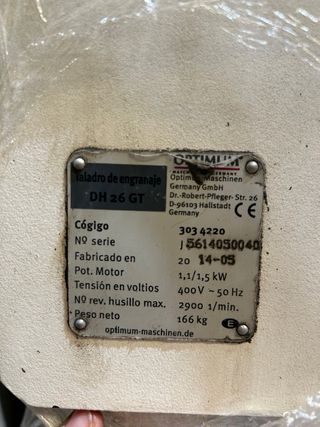 Taladro de engranaje
DH 26 GT
OPTIMUM
MASCHINEN - GERMANY
Optimum Maschinen
Germany GmbH
Dr.-Robert-Pfleger-Str. 26
D-96103 Hallstadt
Germany
CE
Cógigo 303 4220
Nº serie J5614050040
Fabricado en 20 14-05
Pot. Motor 1,1/1,5 kW
Tensión en voltios 400V ~ 50 Hz
Nº rev. husillo max. 2900 1/min.
Peso neto 166 kg
E
optimum-maschinen.de